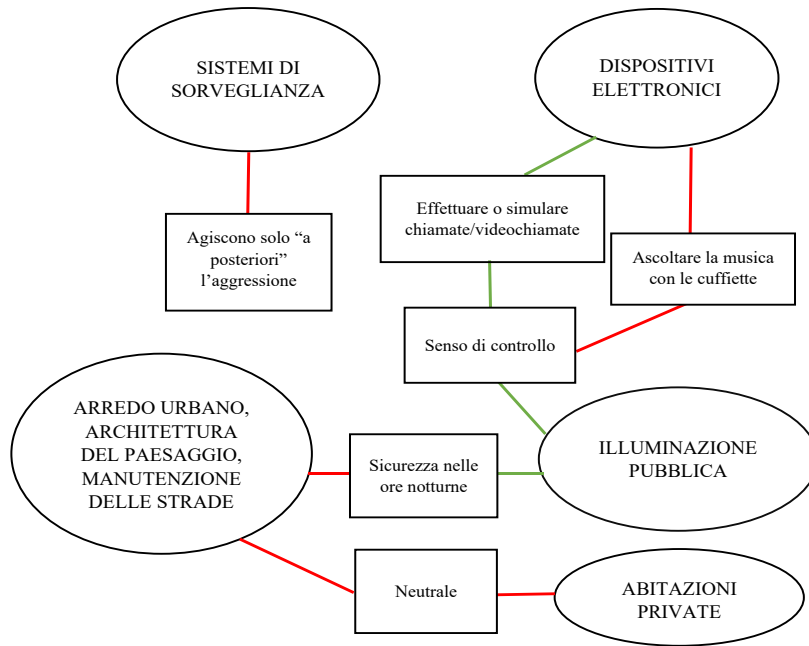 SISTEMI DI
SORVEGLIANZA
DISPOSITIVI
ELETTRONICI
Effettuare o simulare
chiamate/videochiamate
Agiscono solo “a
posteriori”
l’aggressione
Ascoltare la musica
con le cuffiette
Senso di controllo
ARREDO URBANO,
ARCHITETTURA
DEL PAESAGGIO,
MANUTENZIONE
DELLE STRADE
Sicurezza nelle
ore notturne
ILLUMINAZIONE
PUBBLICA
Neutrale
ABITAZIONI
PRIVATE